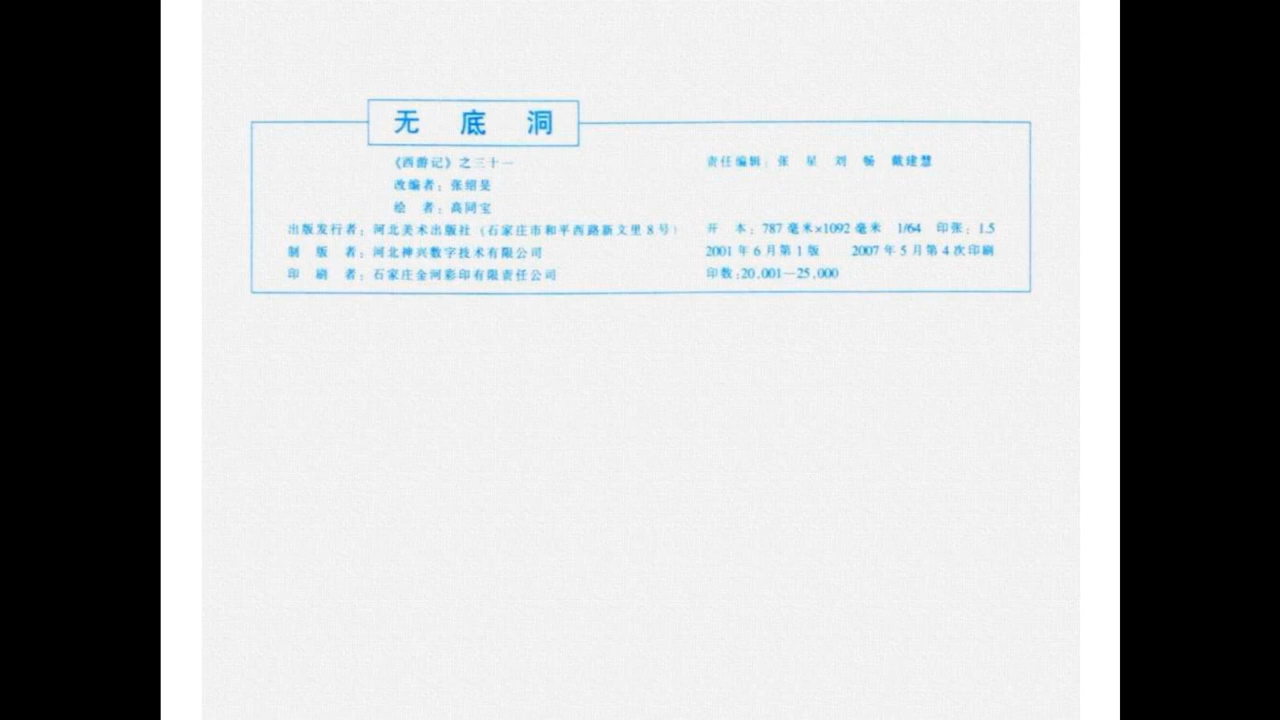 无 底 洞
《西游记》之三十一
改编者：张绍旻
绘 者：高同宝
责任编辑：张 星 刘 畅 戴建慧
出版发行者：河北美术出版社（石家庄市和平西路新文里8号）
制 版 者：河北神兴数字技术有限公司
印 刷 者：石家庄金河彩印有限责任公司
开 本：787毫米×1092毫米 1/64 印张：1.5
2001年6月第1版 2007年5月第4次印刷
印数：20,001—25,000